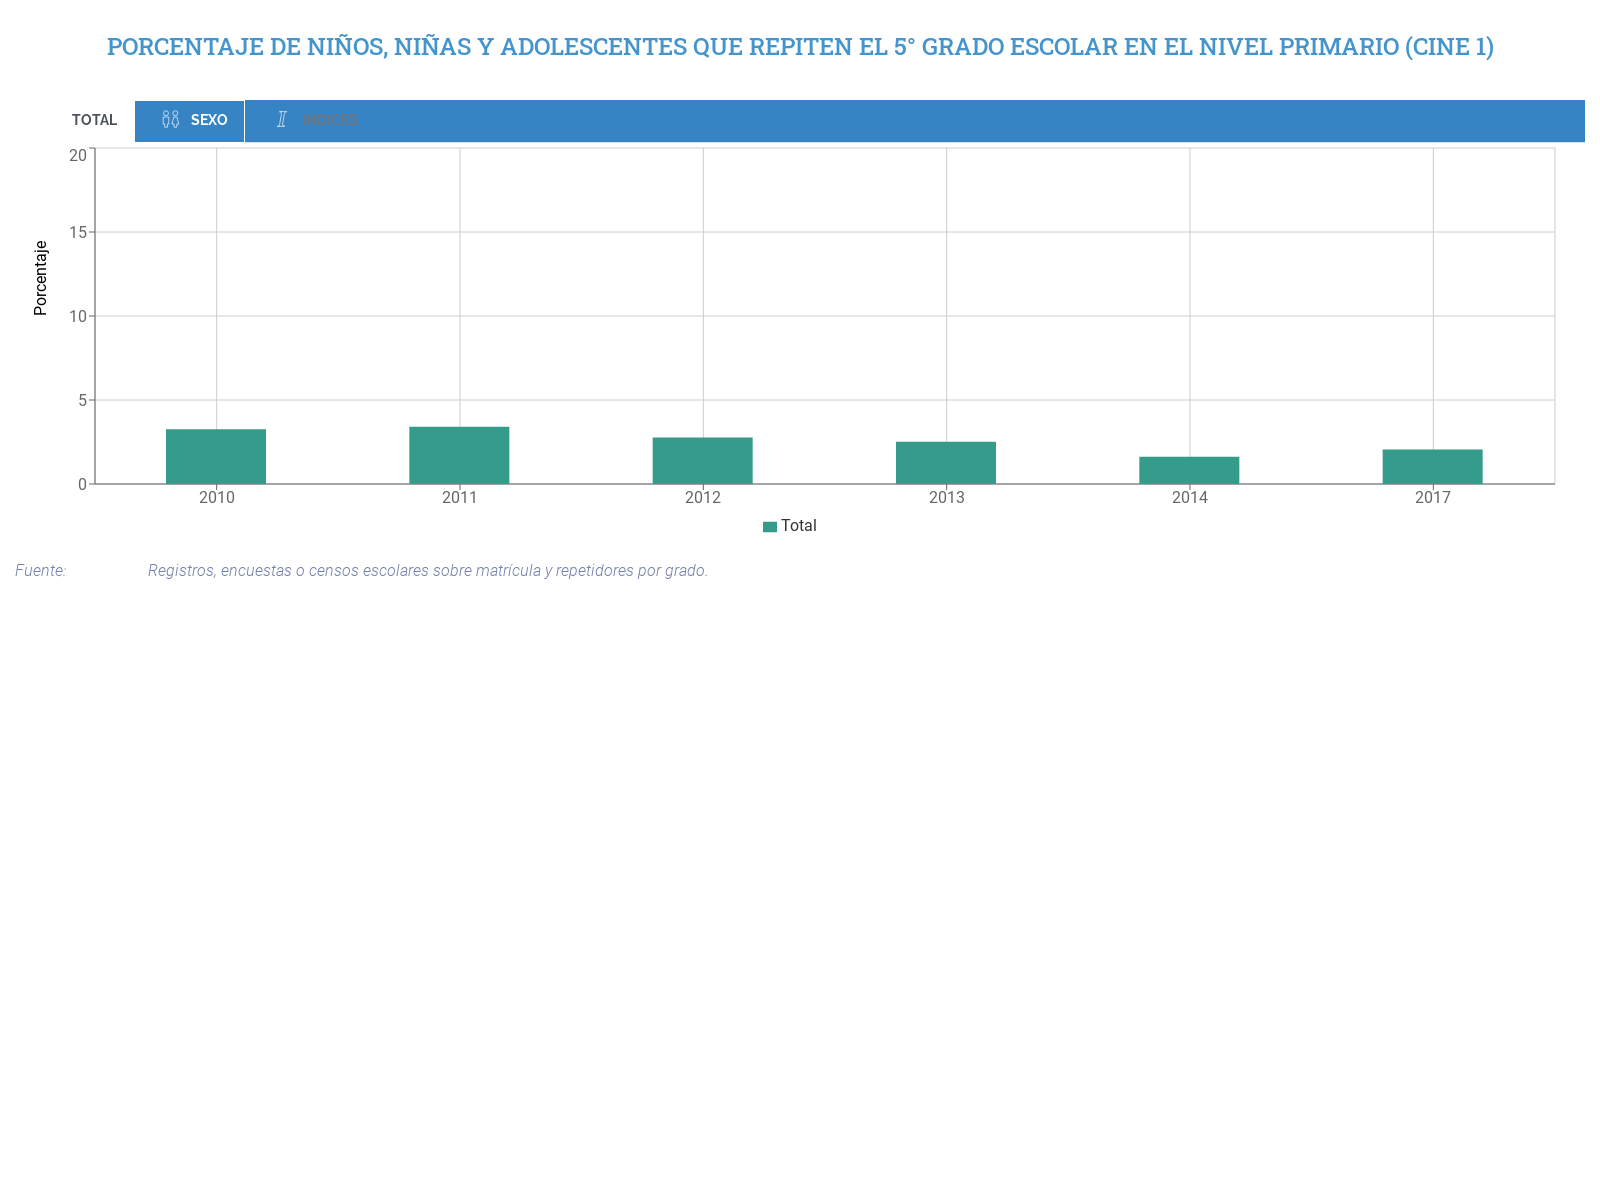 PORCENTAJE DE NIÑOS, NIÑAS Y ADOLESCENTES QUE REPITEN EL 5° GRADO ESCOLAR EN EL NIVEL PRIMARIO (CINE 1)
TOTAL SEXO INDICES
20
15
10
5
0
Porcentaje
2010 2011 2012 2013 2014 2017
Total
Fuente: Registros, encuestas o censos escolares sobre matrícula y repetidores por grado.